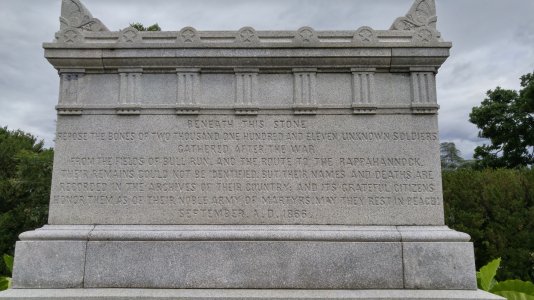 BENEATH THIS STONE
REPOSE THE BONES OF TWO THOUSAND ONE HUNDRED AND ELEVEN UNKNOWN SOLDIERS
GATHERED AFTER THE WAR
FROM THE FIELDS OF BULL RUN, AND THE ROUTE TO THE RAPPAHANNOCK.
THEIR REMAINS COULD NOT BE IDENTIFIED. BUT THEIR NAMES AND DEATHS ARE
RECORDED IN THE ARCHIVES OF THEIR COUNTRY; AND ITS GRATEFUL CITIZENS
HONOR THEM AS OF THEIR NOBLE ARMY OF MARTYRS. MAY THEY REST IN PEACE!
SEPTEMBER. A. D. 1866.